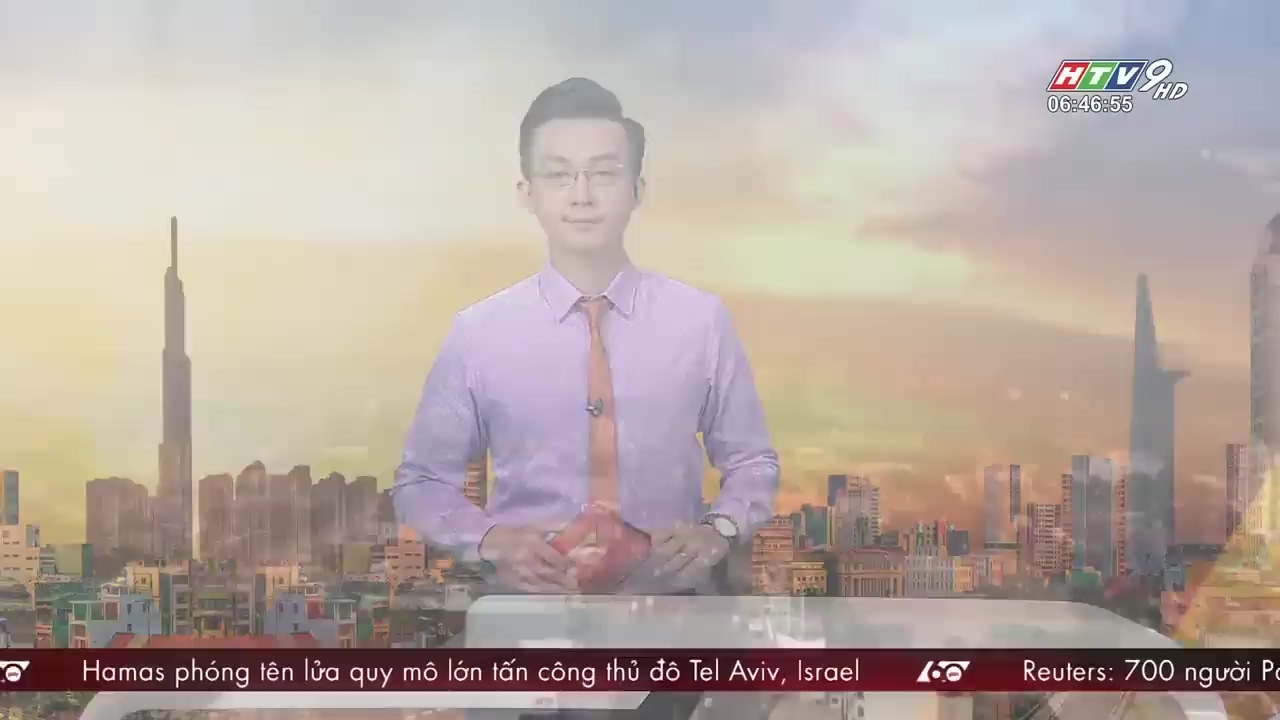 HTV9 HD
06:46:55
Hamas phóng tên lửa quy mô lớn tấn công thủ đô Tel Aviv, Israel
Reuters: 700 người